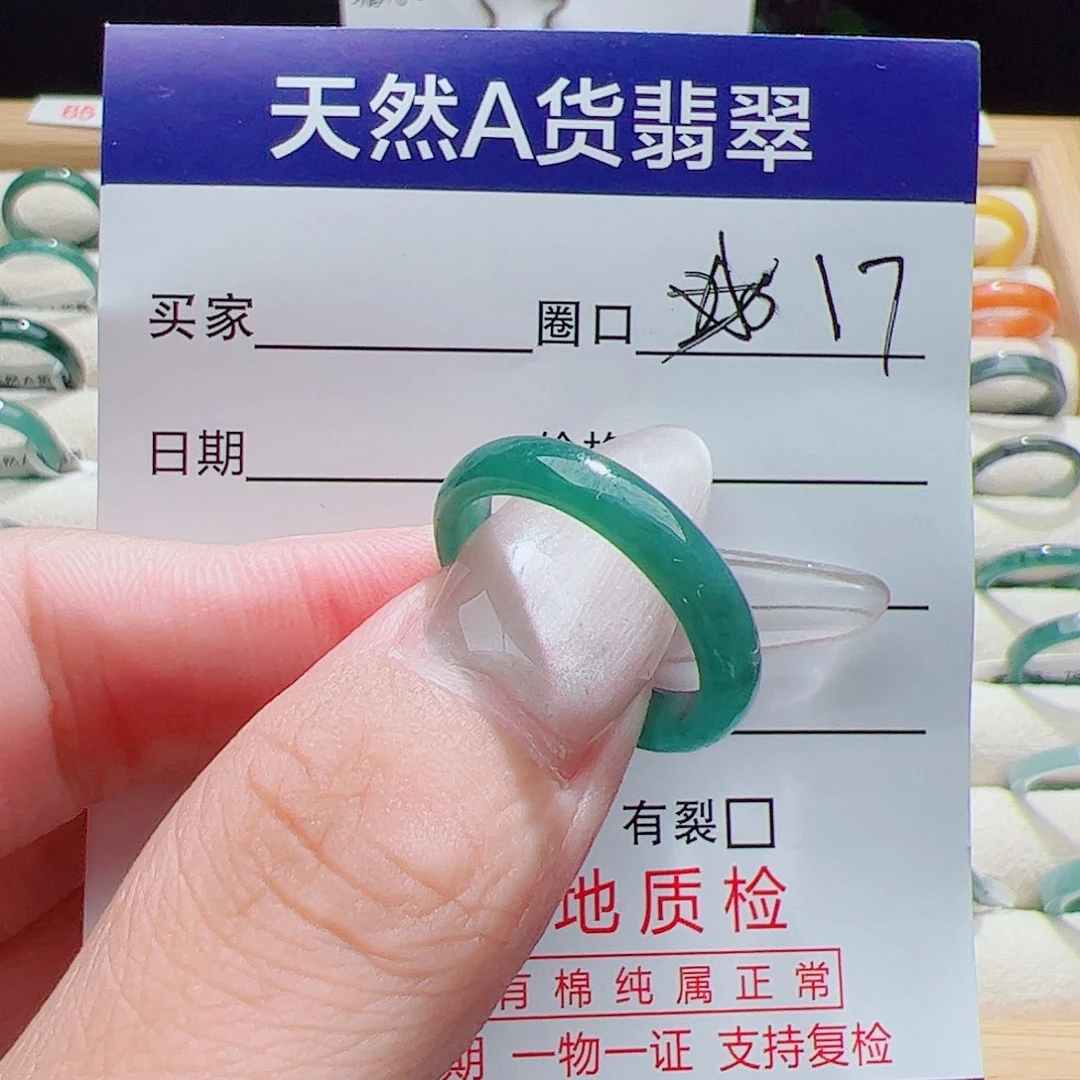 天然A货翡翠
买家 圈口 17
日期
有裂
地质检
有棉纯属正常
期 一物一证 支持复检